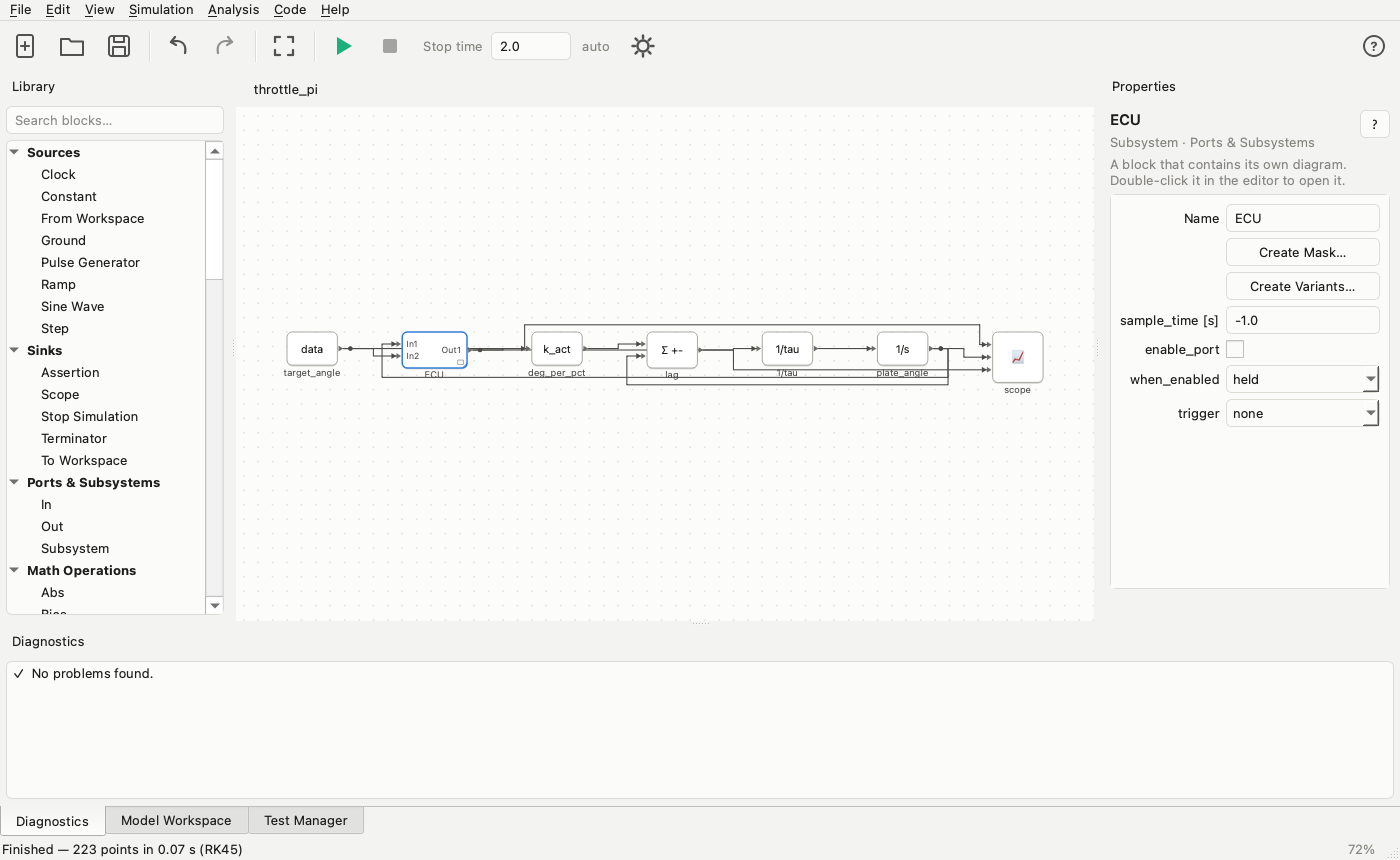 File Edit View Simulation Analysis Code Help
Stop time 2.0 auto
Library
Search blocks...
Sources
Clock
Constant
From Workspace
Ground
Pulse Generator
Ramp
Sine Wave
Step
Sinks
Assertion
Scope
Stop Simulation
Terminator
To Workspace
Ports & Subsystems
In
Out
Subsystem
Math Operations
Abs
Bias
throttle_pi
data
target_angle
In1
In2
Out1
ECU
k_act
deg_per_pct
Σ +-
lag
1/tau
1/tau
1/s
plate_angle
scope
Properties
ECU
?
Subsystem · Ports & Subsystems
A block that contains its own diagram.
Double-click it in the editor to open it.
Name ECU
Create Mask...
Create Variants...
sample_time [s] -1.0
enable_port
when_enabled held
trigger none
Diagnostics
✓ No problems found.
Diagnostics Model Workspace Test Manager
Finished — 223 points in 0.07 s (RK45) 72%